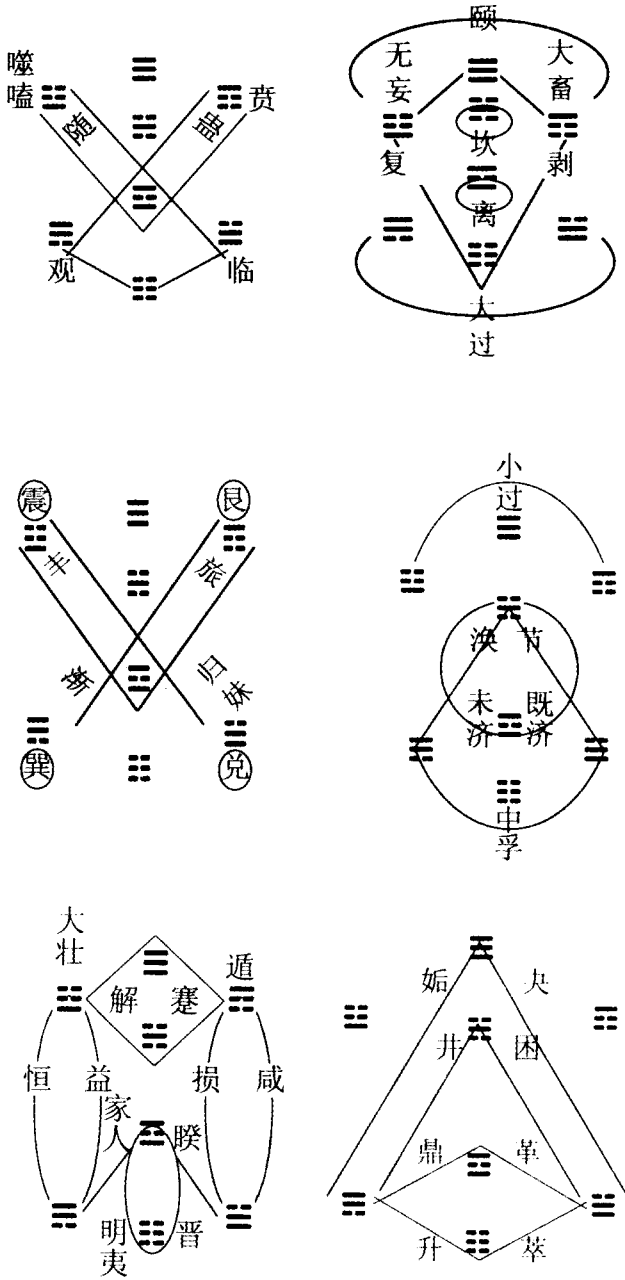 噬嗑
随
蛊
贲
观
临
颐
无妄
大畜
坎
复
剥
离
大过
震
艮
丰
旅
渐
归妹
巽
兑
小过
涣
节
未济
既济
中孚
大壮
遁
解
蹇
恒
益
损
咸
家人
睽
明夷
晋
姤
夬
井
困
鼎
革
升
萃